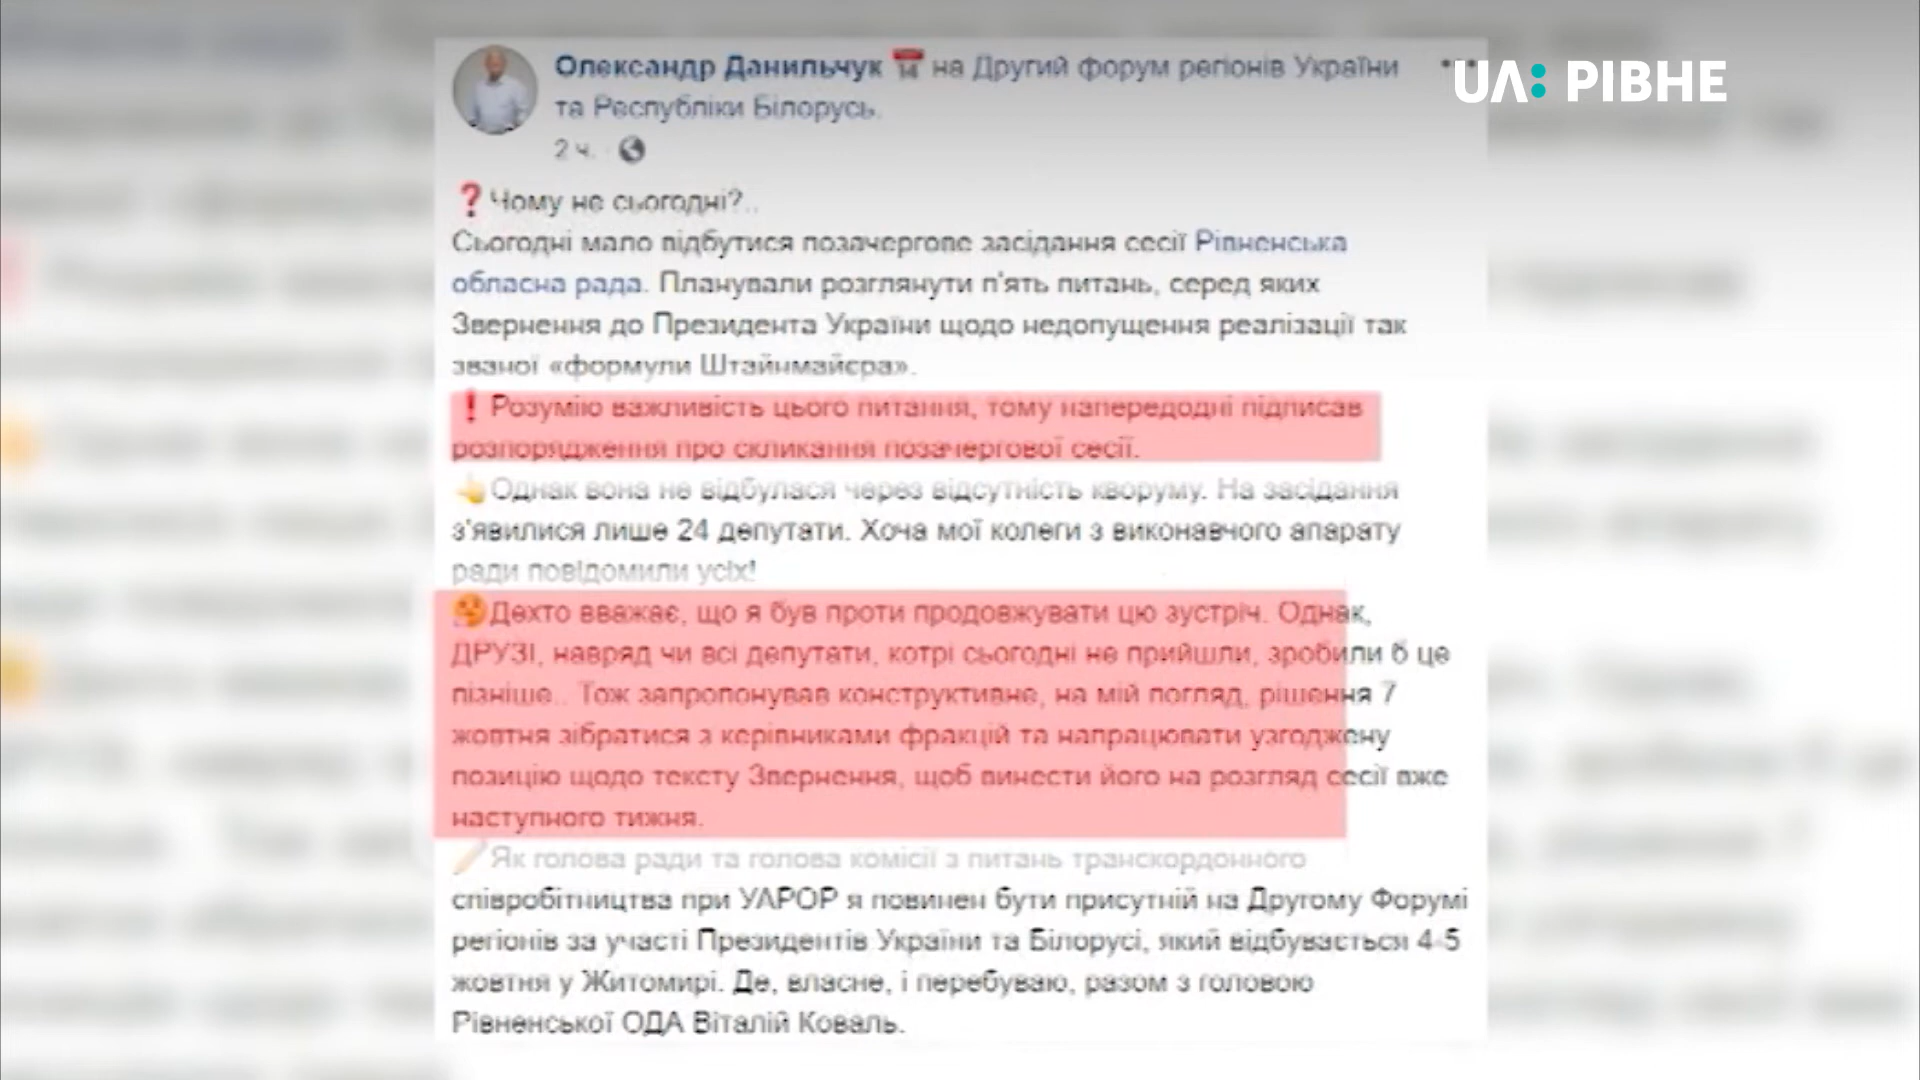 Олександр Данильчук 📅 на Другий форум регіонів України
UA: РІВНЕ
та Республіки Білорусь.
2 ч.
❓Чому не сьогодні?..
Сьогодні мало відбутися позачергове засідання сесії Рівненська
обласна рада. Планували розглянути п'ять питань, серед яких
Звернення до Президента України щодо недопущення реалізації так
званої «формули Штайнмайєра».
❗Розумію важливість цього питання, тому напередодні підписав
розпорядження про скликання позачергової сесії.
👆Однак вона не відбулася через відсутність кворуму. На засідання
з'явилися лише 24 депутати. Хоча мої колеги з виконавчого апарату
ради повідомили усіх!
🤔Дехто вважає, що я був проти продовжувати цю зустріч. Однак,
ДРУЗІ, навряд чи всі депутати, котрі сьогодні не прийшли, зробили б це
пізніше.. Тож запропонував конструктивне, на мій погляд, рішення 7
жовтня зібратися з керівниками фракцій та напрацювати узгоджену
позицію щодо тексту Звернення, щоб винести його на розгляд сесії вже
наступного тижня.
Як голова ради та голова комісії з питань транскордонного
співробітництва при УАРОР я повинен бути присутній на Другому Форумі
регіонів за участі Президентів України та Білорусі, який відбувається 4-5
жовтня у Житомирі. Де, власне, і перебуваю, разом з головою
Рівненської ОДА Віталій Коваль.